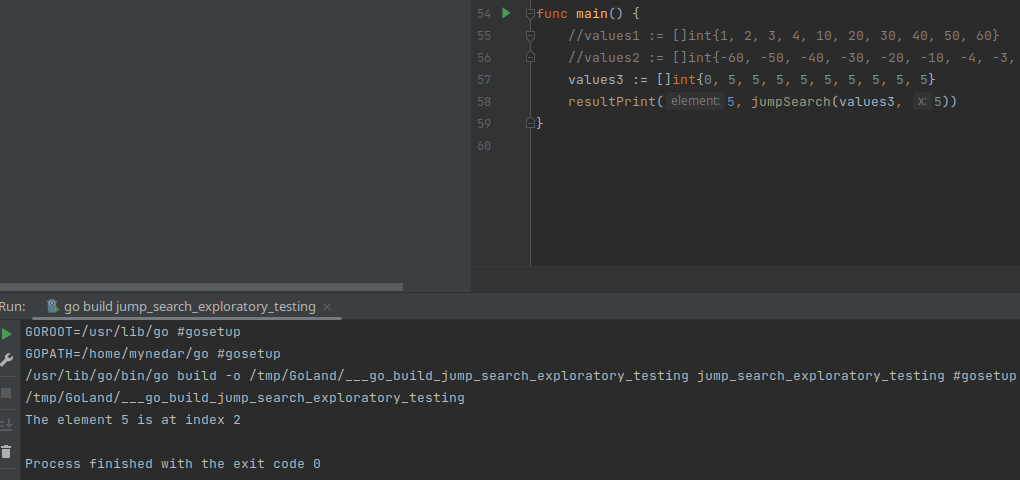 54 func main() {
55 //values1 := []int{1, 2, 3, 4, 10, 20, 30, 40, 50, 60}
56 //values2 := []int{-60, -50, -40, -30, -20, -10, -4, -3,
57 values3 := []int{0, 5, 5, 5, 5, 5, 5, 5, 5, 5}
58 resultPrint( element: 5, jumpSearch(values3, x: 5))
59 }
60
Run: go build jump_search_exploratory_testing ×
GOROOT=/usr/lib/go #gosetup
GOPATH=/home/mynedar/go #gosetup
/usr/lib/go/bin/go build -o /tmp/GoLand/___go_build_jump_search_exploratory_testing jump_search_exploratory_testing #gosetup
/tmp/GoLand/___go_build_jump_search_exploratory_testing
The element 5 is at index 2
Process finished with the exit code 0